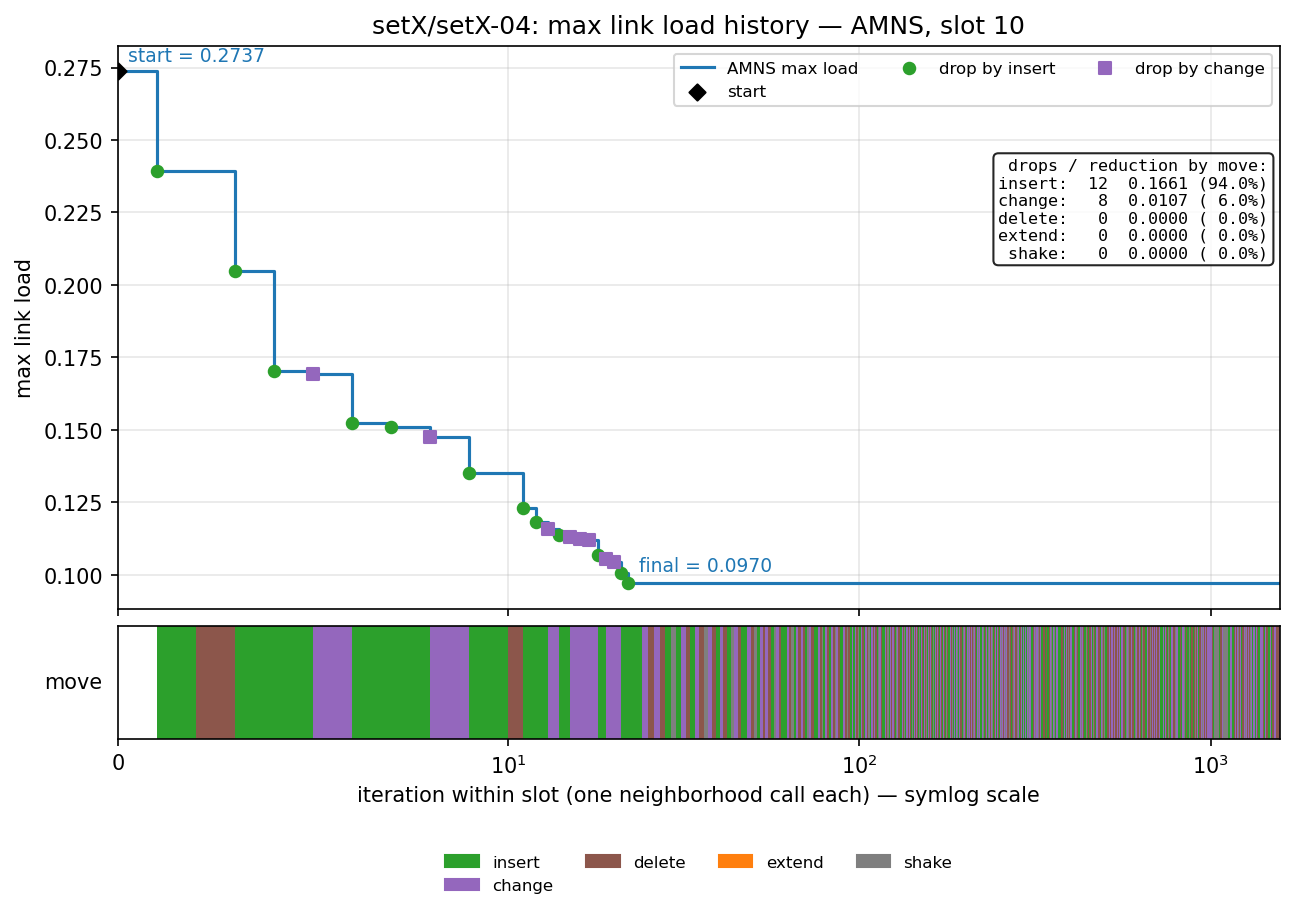 setX/setX-04: max link load history — AMNS, slot 10
start = 0.2737
AMNS max load
start
drop by insert
drop by change
drops / reduction by move:
insert: 12 0.1661 (94.0%)
change: 8 0.0107 ( 6.0%)
delete: 0 0.0000 ( 0.0%)
extend: 0 0.0000 ( 0.0%)
shake: 0 0.0000 ( 0.0%)
0.275
0.250
0.225
0.200
0.175
0.150
0.125
0.100
max link load
final = 0.0970
move
0
10¹
10²
10³
iteration within slot (one neighborhood call each) — symlog scale
insert
change
delete
extend
shake